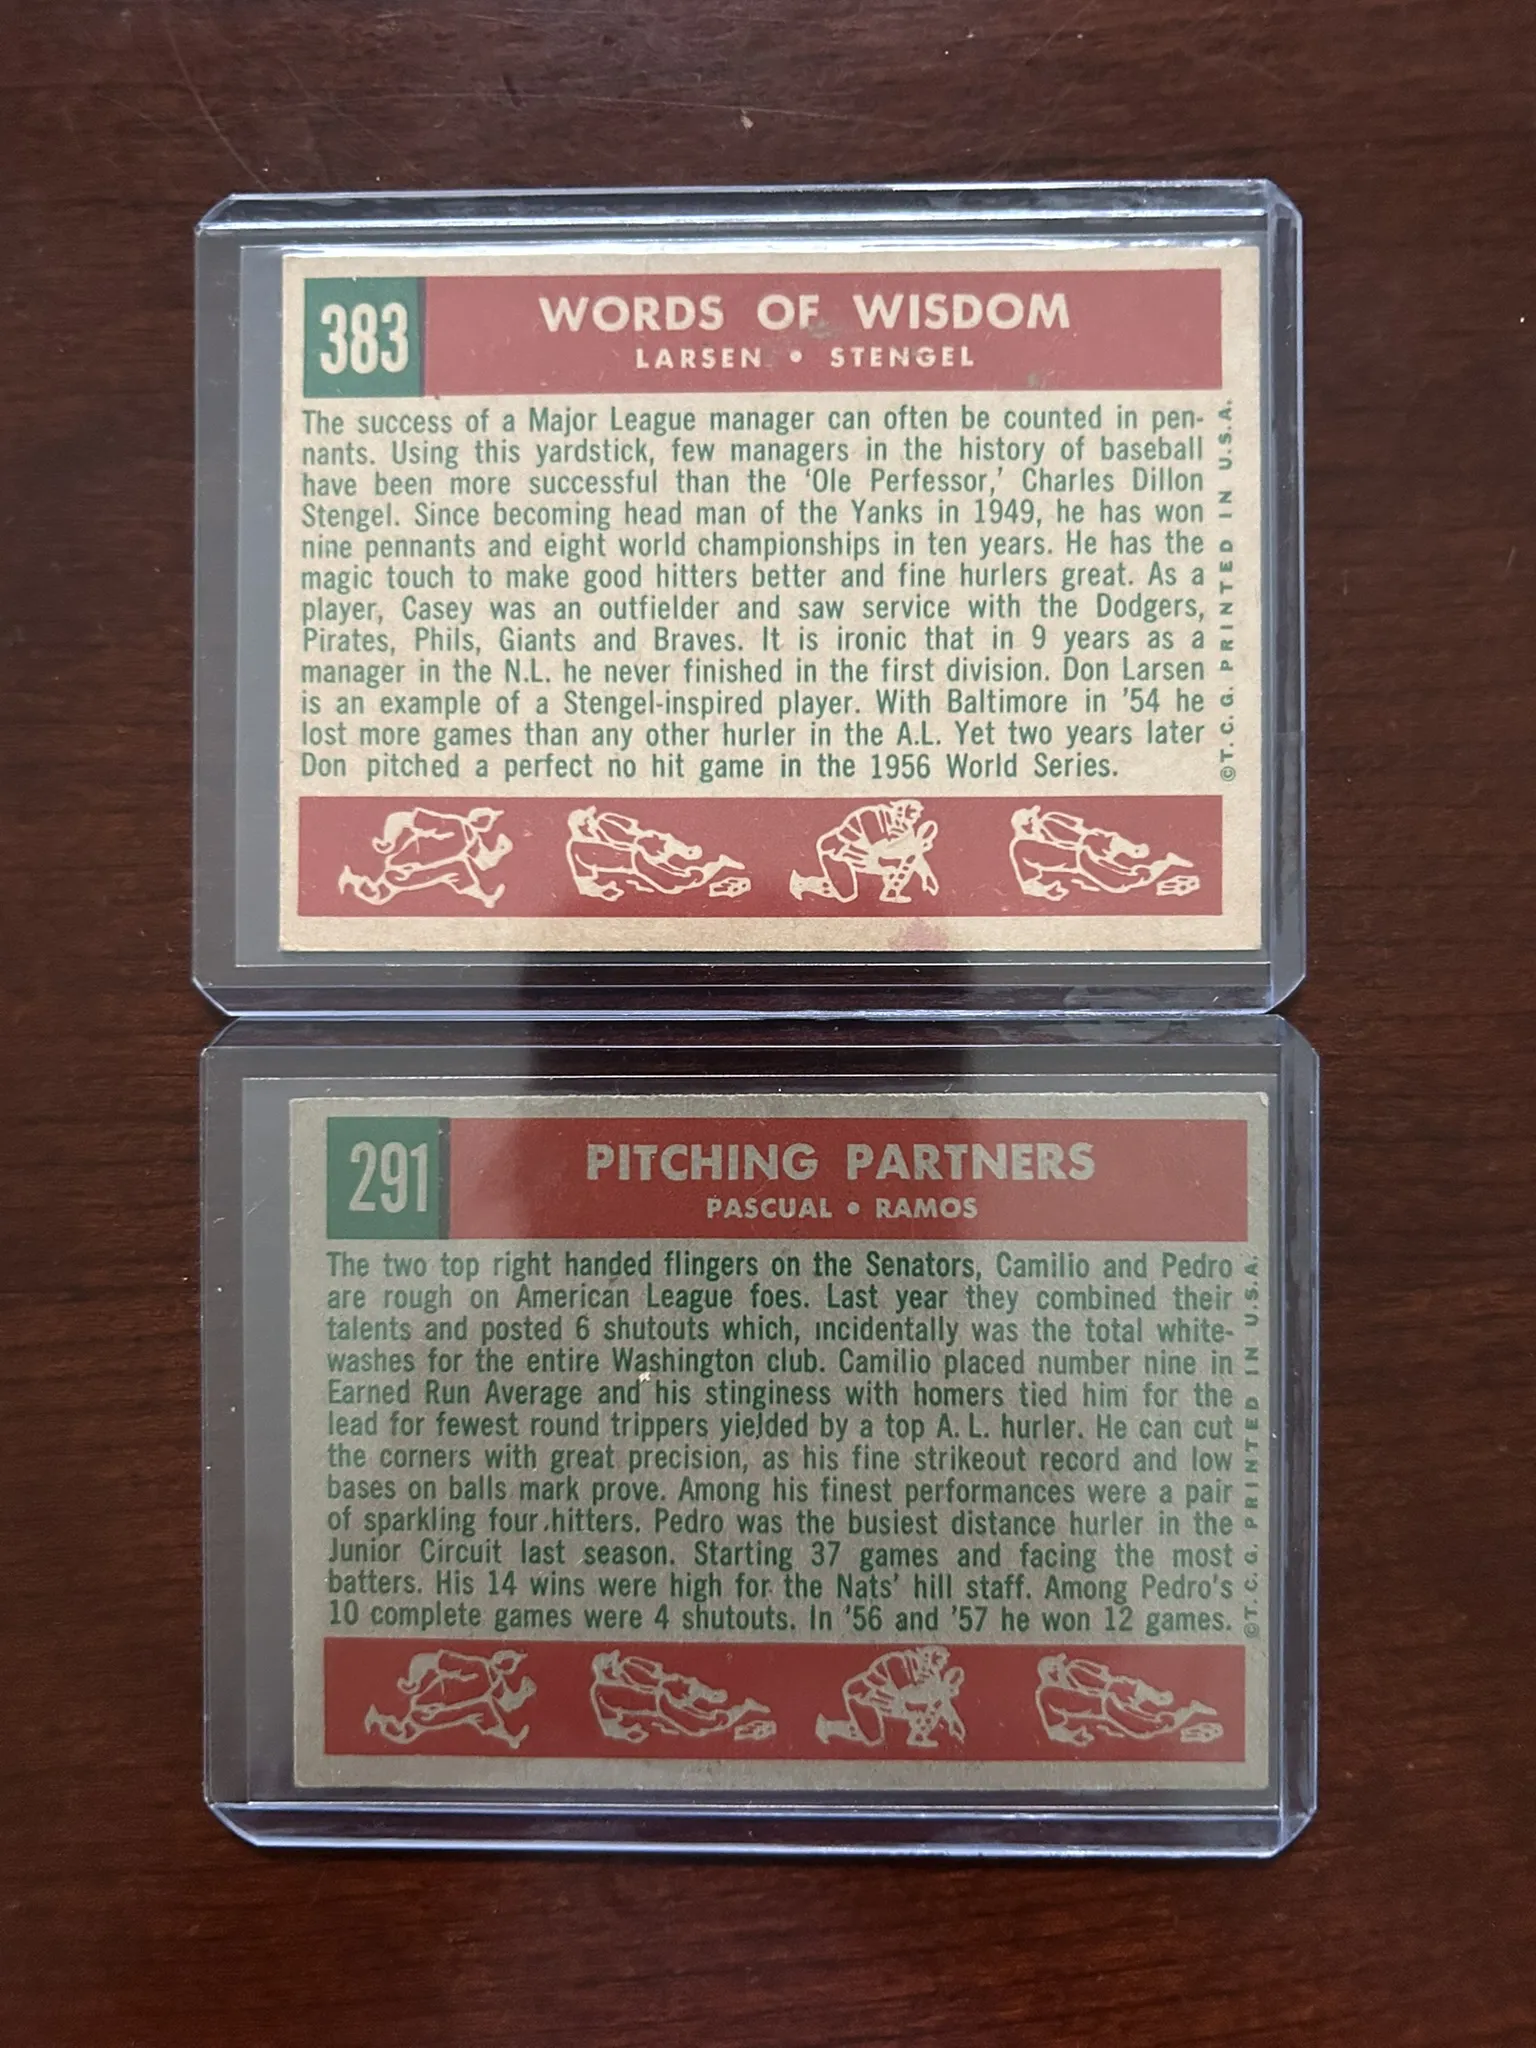 383
WORDS OF WISDOM
LARSEN • STENGEL
The success of a Major League manager can often be counted in pen-
nants. Using this yardstick, few managers in the history of baseball
have been more successful than the 'Ole Perfessor,' Charles Dillon
Stengel. Since becoming head man of the Yanks in 1949, he has won
nine pennants and eight world championships in ten years. He has the
magic touch to make good hitters better and fine hurlers great. As a
player, Casey was an outfielder and saw service with the Dodgers,
Pirates, Phils, Giants and Braves. It is ironic that in 9 years as a
manager in the N.L. he never finished in the first division. Don Larsen
is an example of a Stengel-inspired player. With Baltimore in '54 he
lost more games than any other hurler in the A.L. Yet two years later
Don pitched a perfect no hit game in the 1956 World Series.
©T. C. G. PRINTED IN U.S.A.
291
PITCHING PARTNERS
PASCUAL • RAMOS
The two top right handed flingers on the Senators, Camilio and Pedro
are rough on American League foes. Last year they combined their
talents and posted 6 shutouts which, incidentally was the total white-
washes for the entire Washington club. Camilio placed number nine in
Earned Run Average and his stinginess with homers tied him for the
lead for fewest round trippers yielded by a top A. L. hurler. He can cut
the corners with great precision, as his fine strikeout record and low
bases on balls mark prove. Among his finest performances were a pair
of sparkling four hitters. Pedro was the busiest distance hurler in the
Junior Circuit last season. Starting 37 games and facing the most
batters. His 14 wins were high for the Nats' hill staff. Among Pedro's
10 complete games were 4 shutouts. In '56 and '57 he won 12 games.
©T. C. G. PRINTED IN U.S.A.